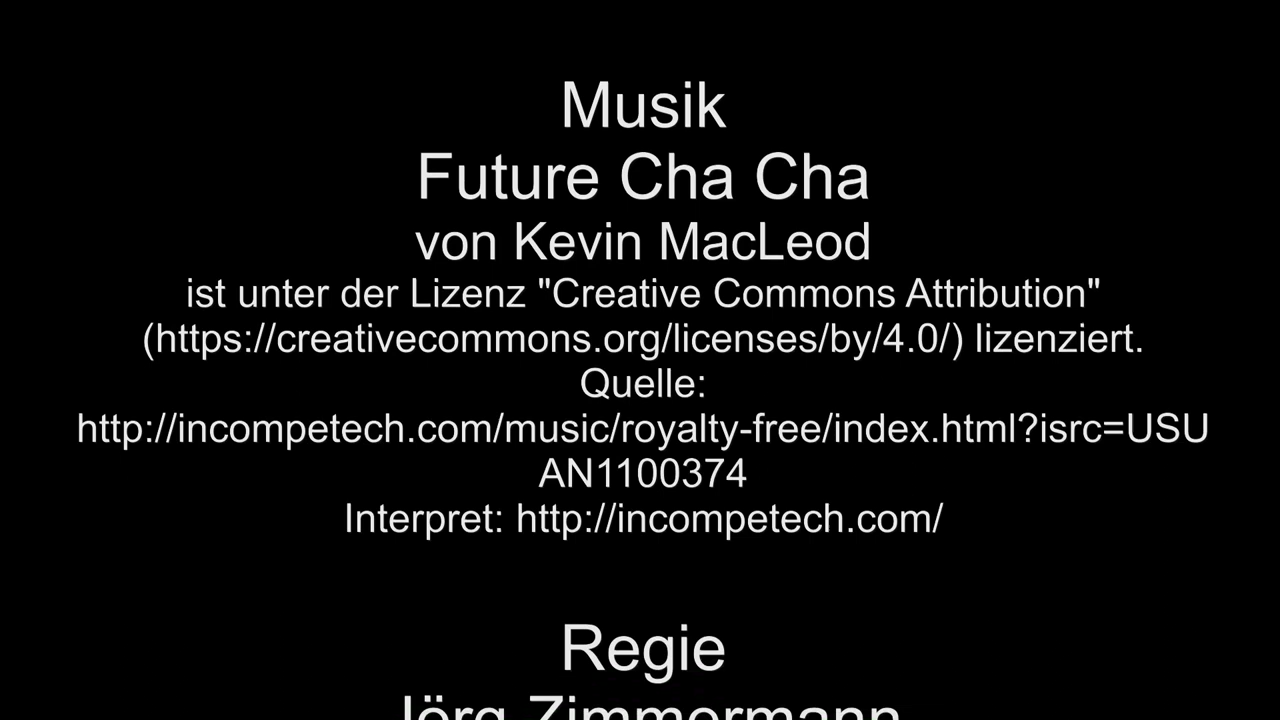 Musik
Future Cha Cha
von Kevin MacLeod
ist unter der Lizenz "Creative Commons Attribution"
(https://creativecommons.org/licenses/by/4.0/) lizenziert.
Quelle:
http://incompetech.com/music/royalty-free/index.html?isrc=USU
AN1100374
Interpret: http://incompetech.com/
Regie
Jörg Zimmermann